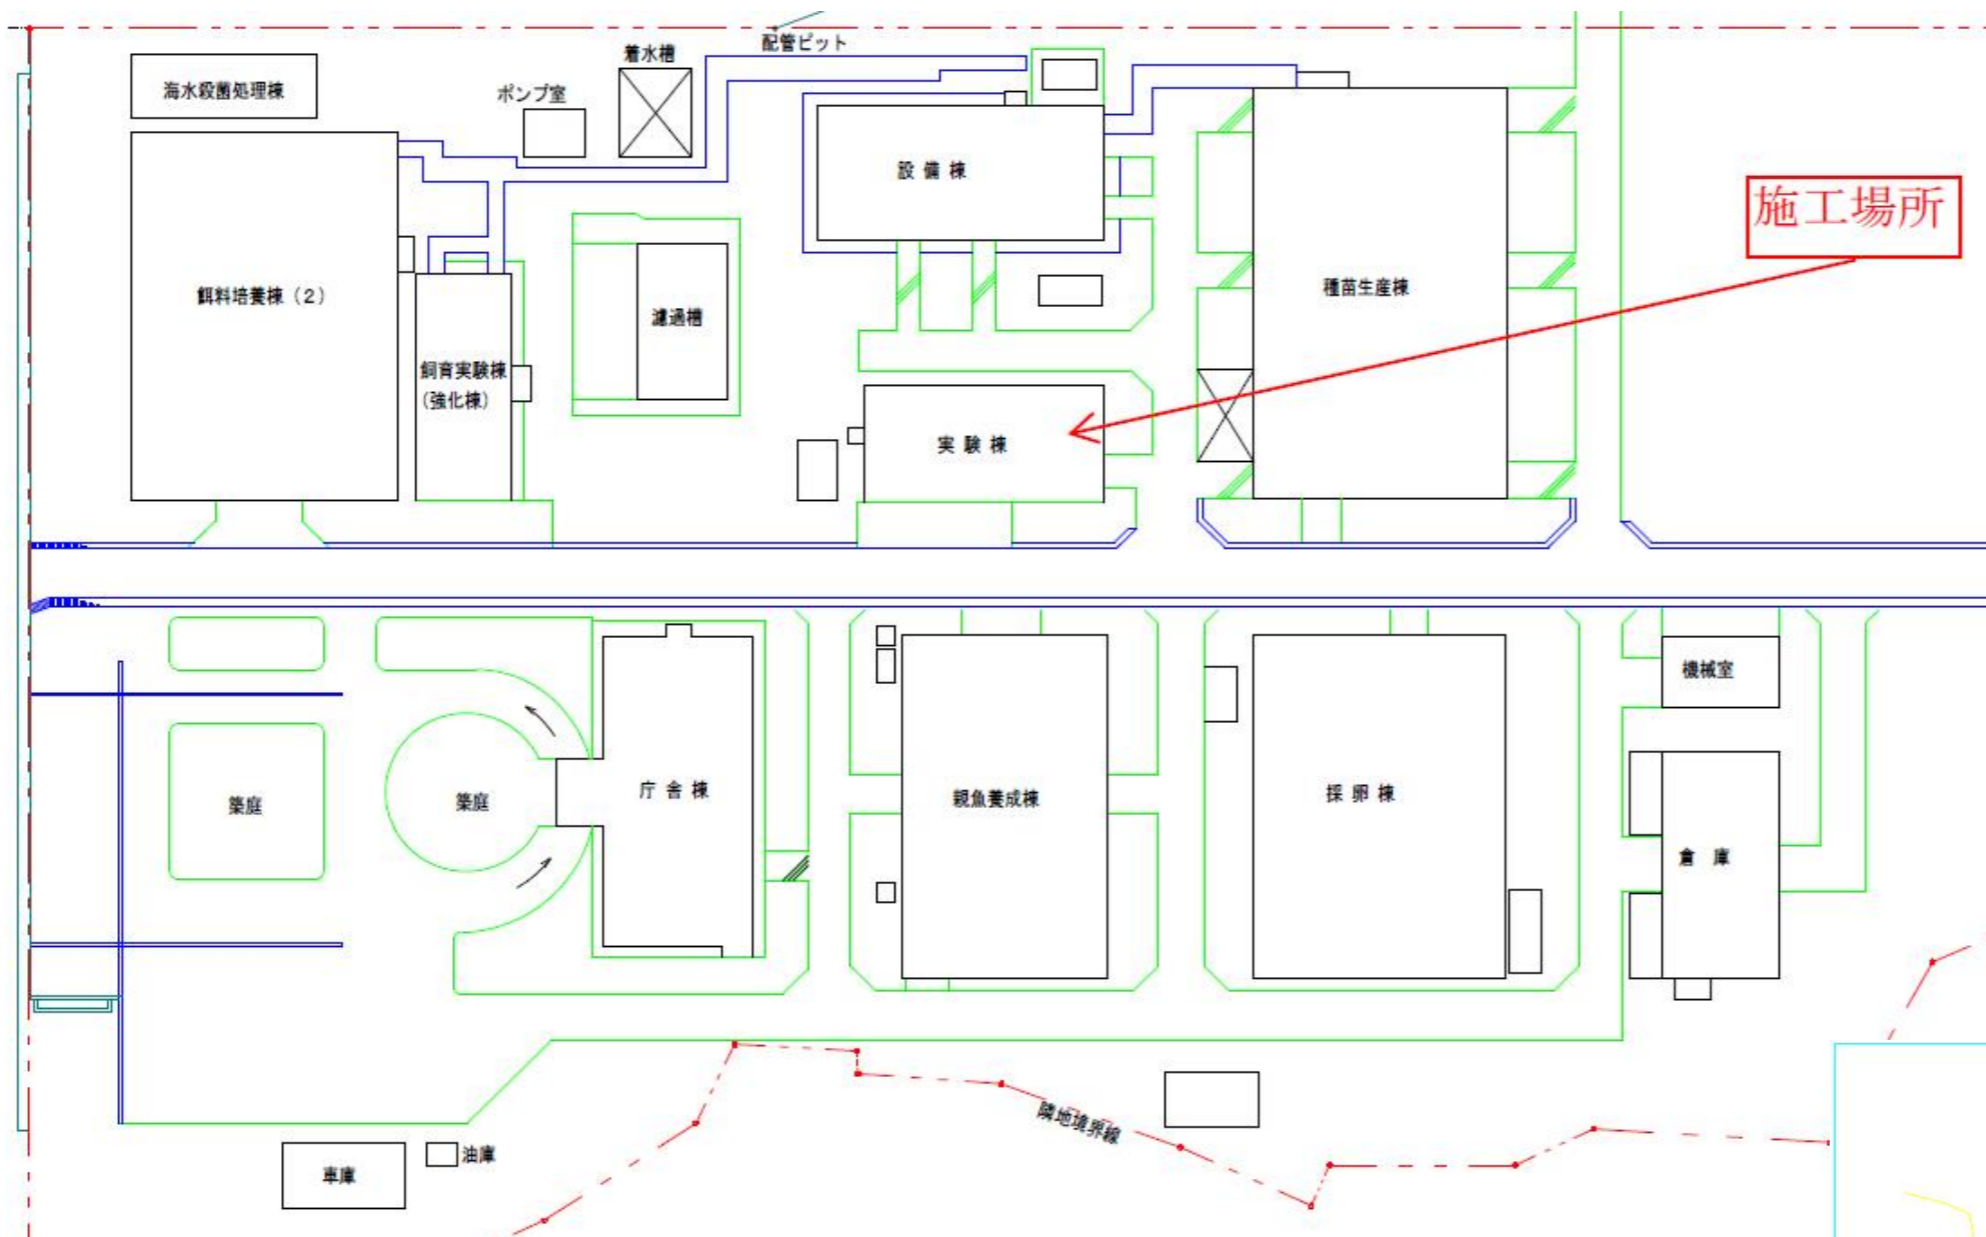 配管ピット
着水槽
海水殺菌処理棟
ポンプ室
設備棟
施工場所
餌料培養棟(2)
種苗生産棟
濾過槽
飼育実験棟
(強化棟)
実験棟
機械室
庁舎棟
親魚養成棟
採卵棟
築庭
築庭
倉庫
隣地境界線
油庫
車庫